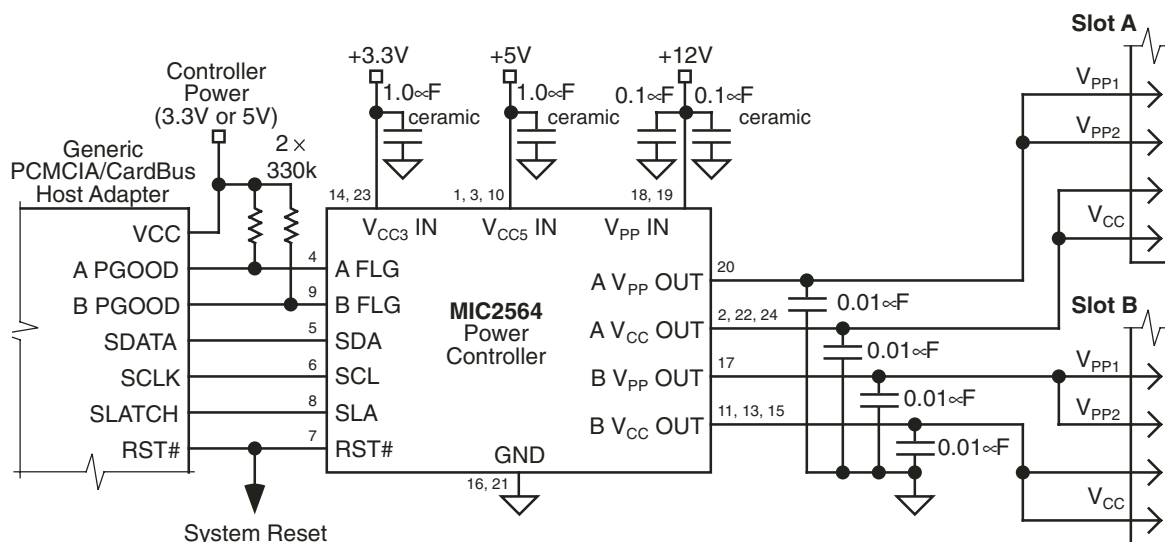 Slot A
+3.3V
+5V
+12V
Controller
Power
(3.3V or 5V)
1.0∝F
ceramic
1.0∝F
ceramic
0.1∝F
0.1∝F
ceramic
VPP1
VPP2
VCC
Generic
PCMCIA/CardBus
Host Adapter
2 ×
330k
14, 23
1, 3, 10
18, 19
VCC3 IN
VCC5 IN
VPP IN
VCC
A PGOOD
4
A FLG
B PGOOD
9
B FLG
SDATA
5
SDA
SCLK
6
SCL
SLATCH
8
SLA
RST#
7
RST#
MIC2564
Power
Controller
A VPP OUT
20
0.01∝F
A VCC OUT
2, 22, 24
0.01∝F
B VPP OUT
17
0.01∝F
B VCC OUT
11, 13, 15
0.01∝F
GND
16, 21
Slot B
VPP1
VPP2
VCC
System Reset